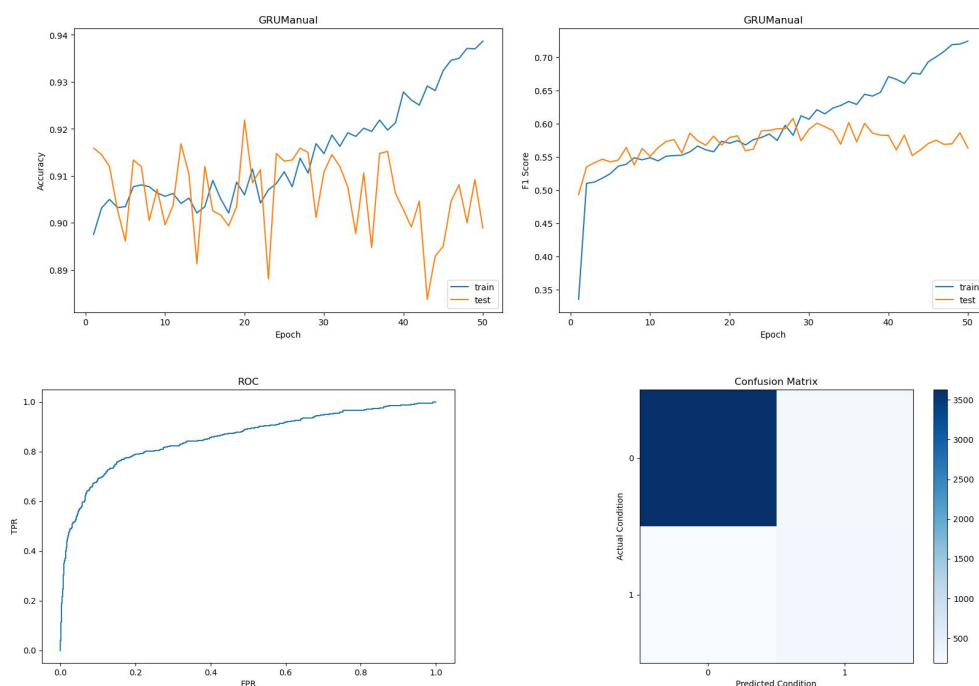 GRUManual
Accuracy
0.94
0.93
0.92
0.91
0.90
0.89
0 10 20 30 40 50
Epoch
train
test
GRUManual
F1 Score
0.70
0.65
0.60
0.55
0.50
0.45
0.40
0.35
0 10 20 30 40 50
Epoch
train
test
ROC
TPR
1.0
0.8
0.6
0.4
0.2
0.0
0.0 0.2 0.4 0.6 0.8 1.0
FPR
Confusion Matrix
Actual Condition
0
1
0 1
Predicted Condition
3500
3000
2500
2000
1500
1000
500